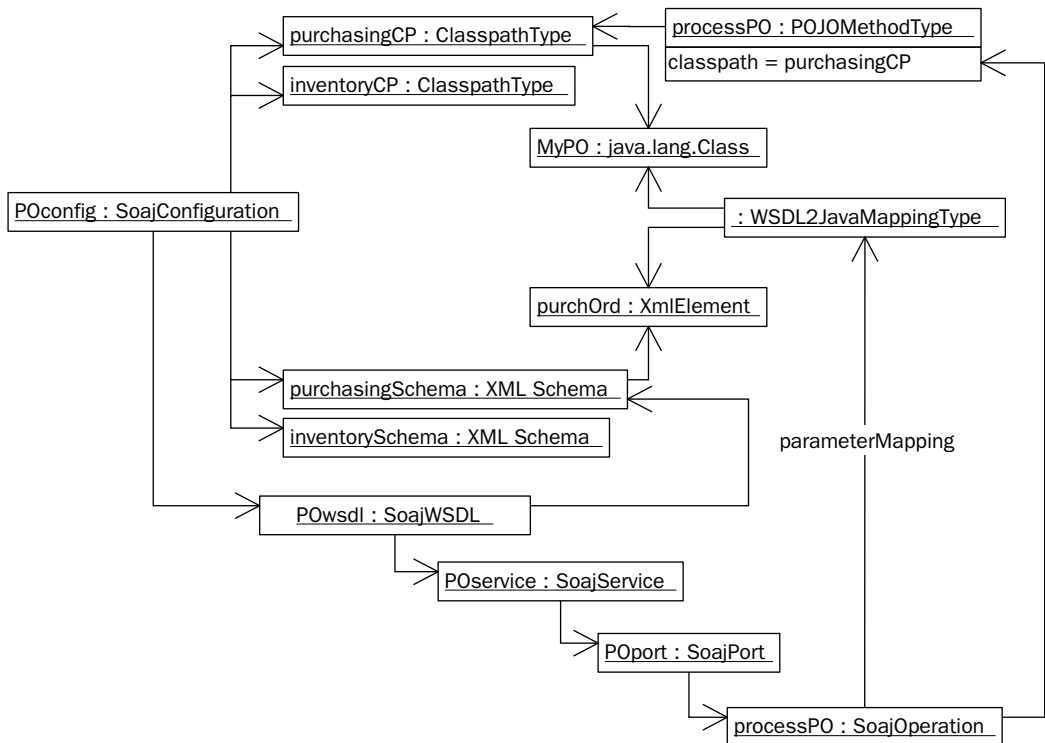 purchasingCP : ClasspathType
processPO : POJOMethodType
classpath = purchasingCP
inventoryCP : ClasspathType
MyPO : java.lang.Class
POconfig : SoajConfiguration
: WSDL2JavaMappingType
purchOrd : XmlElement
purchasingSchema : XML Schema
inventorySchema : XML Schema
parameterMapping
POwsdl : SoajWSDL
POservice : SoajService
POport : SoajPort
processPO : SoajOperation